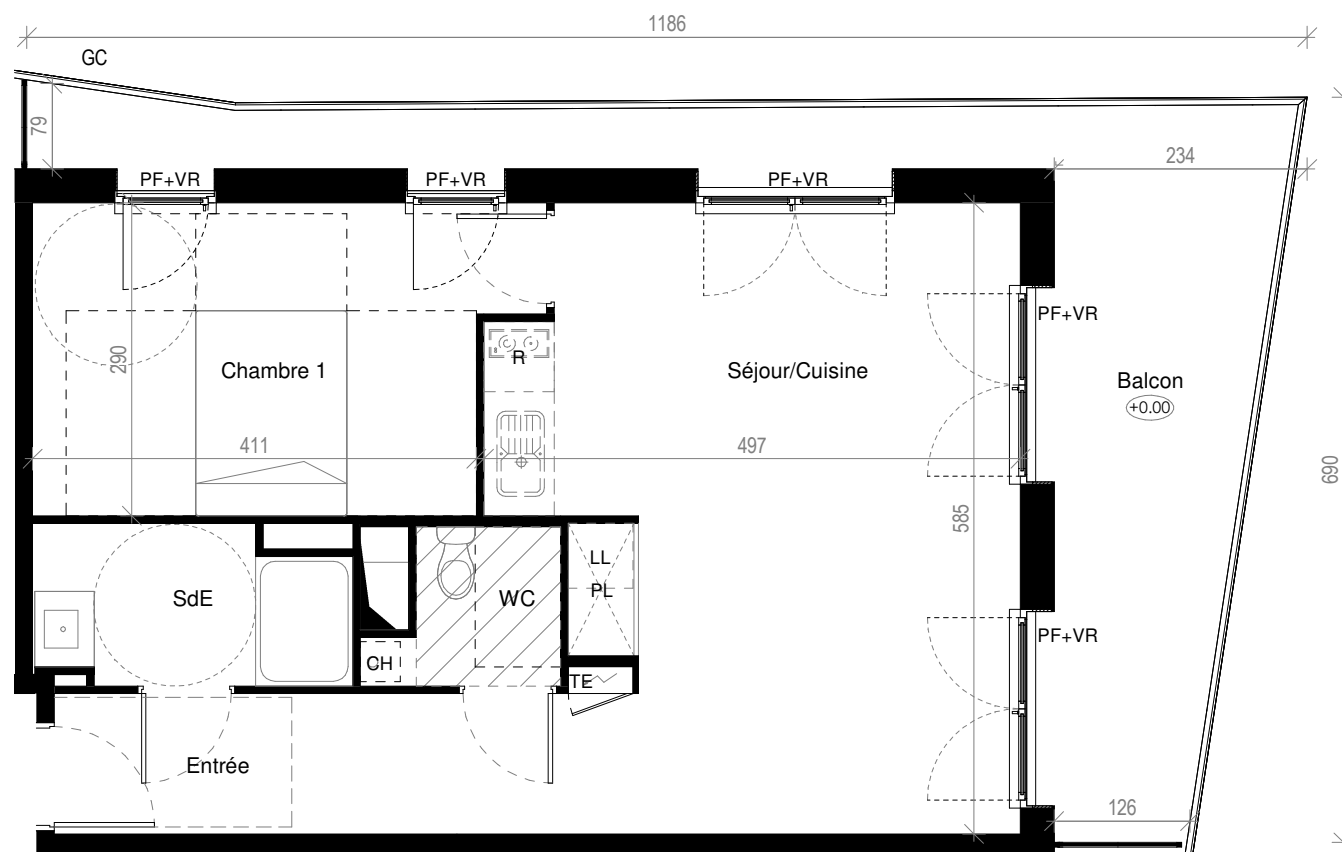 1186
GC
79
234
PF+VR
PF+VR
PF+VR
PF+VR
290
Chambre 1
R
Séjour/Cuisine
Balcon
+0.00
411
497
690
585
LL
PL
SdE
WC
PF+VR
CH
TE
Entrée
126